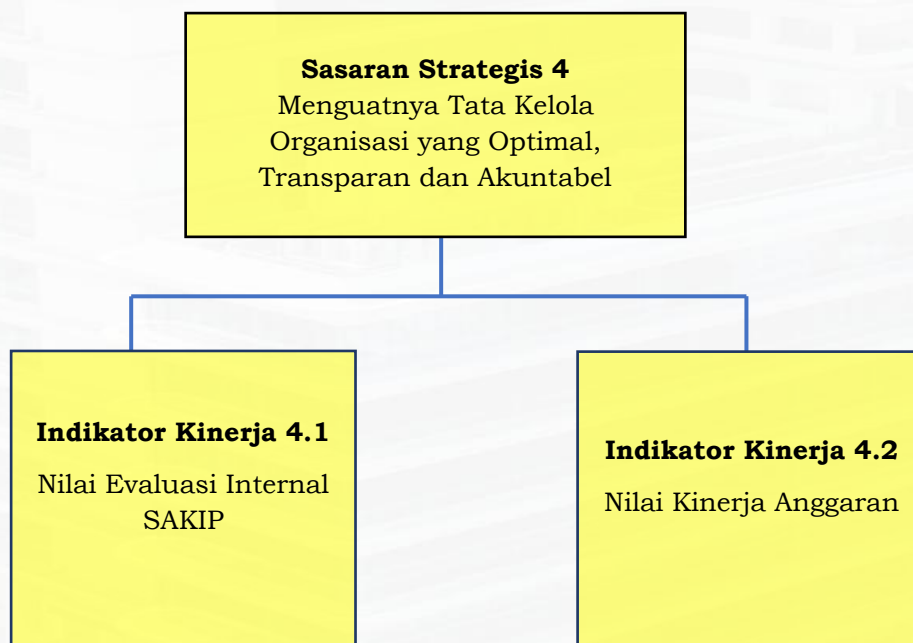 Sasaran Strategis 4
Menguatnya Tata Kelola
Organisasi yang Optimal,
Transparan dan Akuntabel
Indikator Kinerja 4.1
Nilai Evaluasi Internal
SAKIP
Indikator Kinerja 4.2
Nilai Kinerja Anggaran